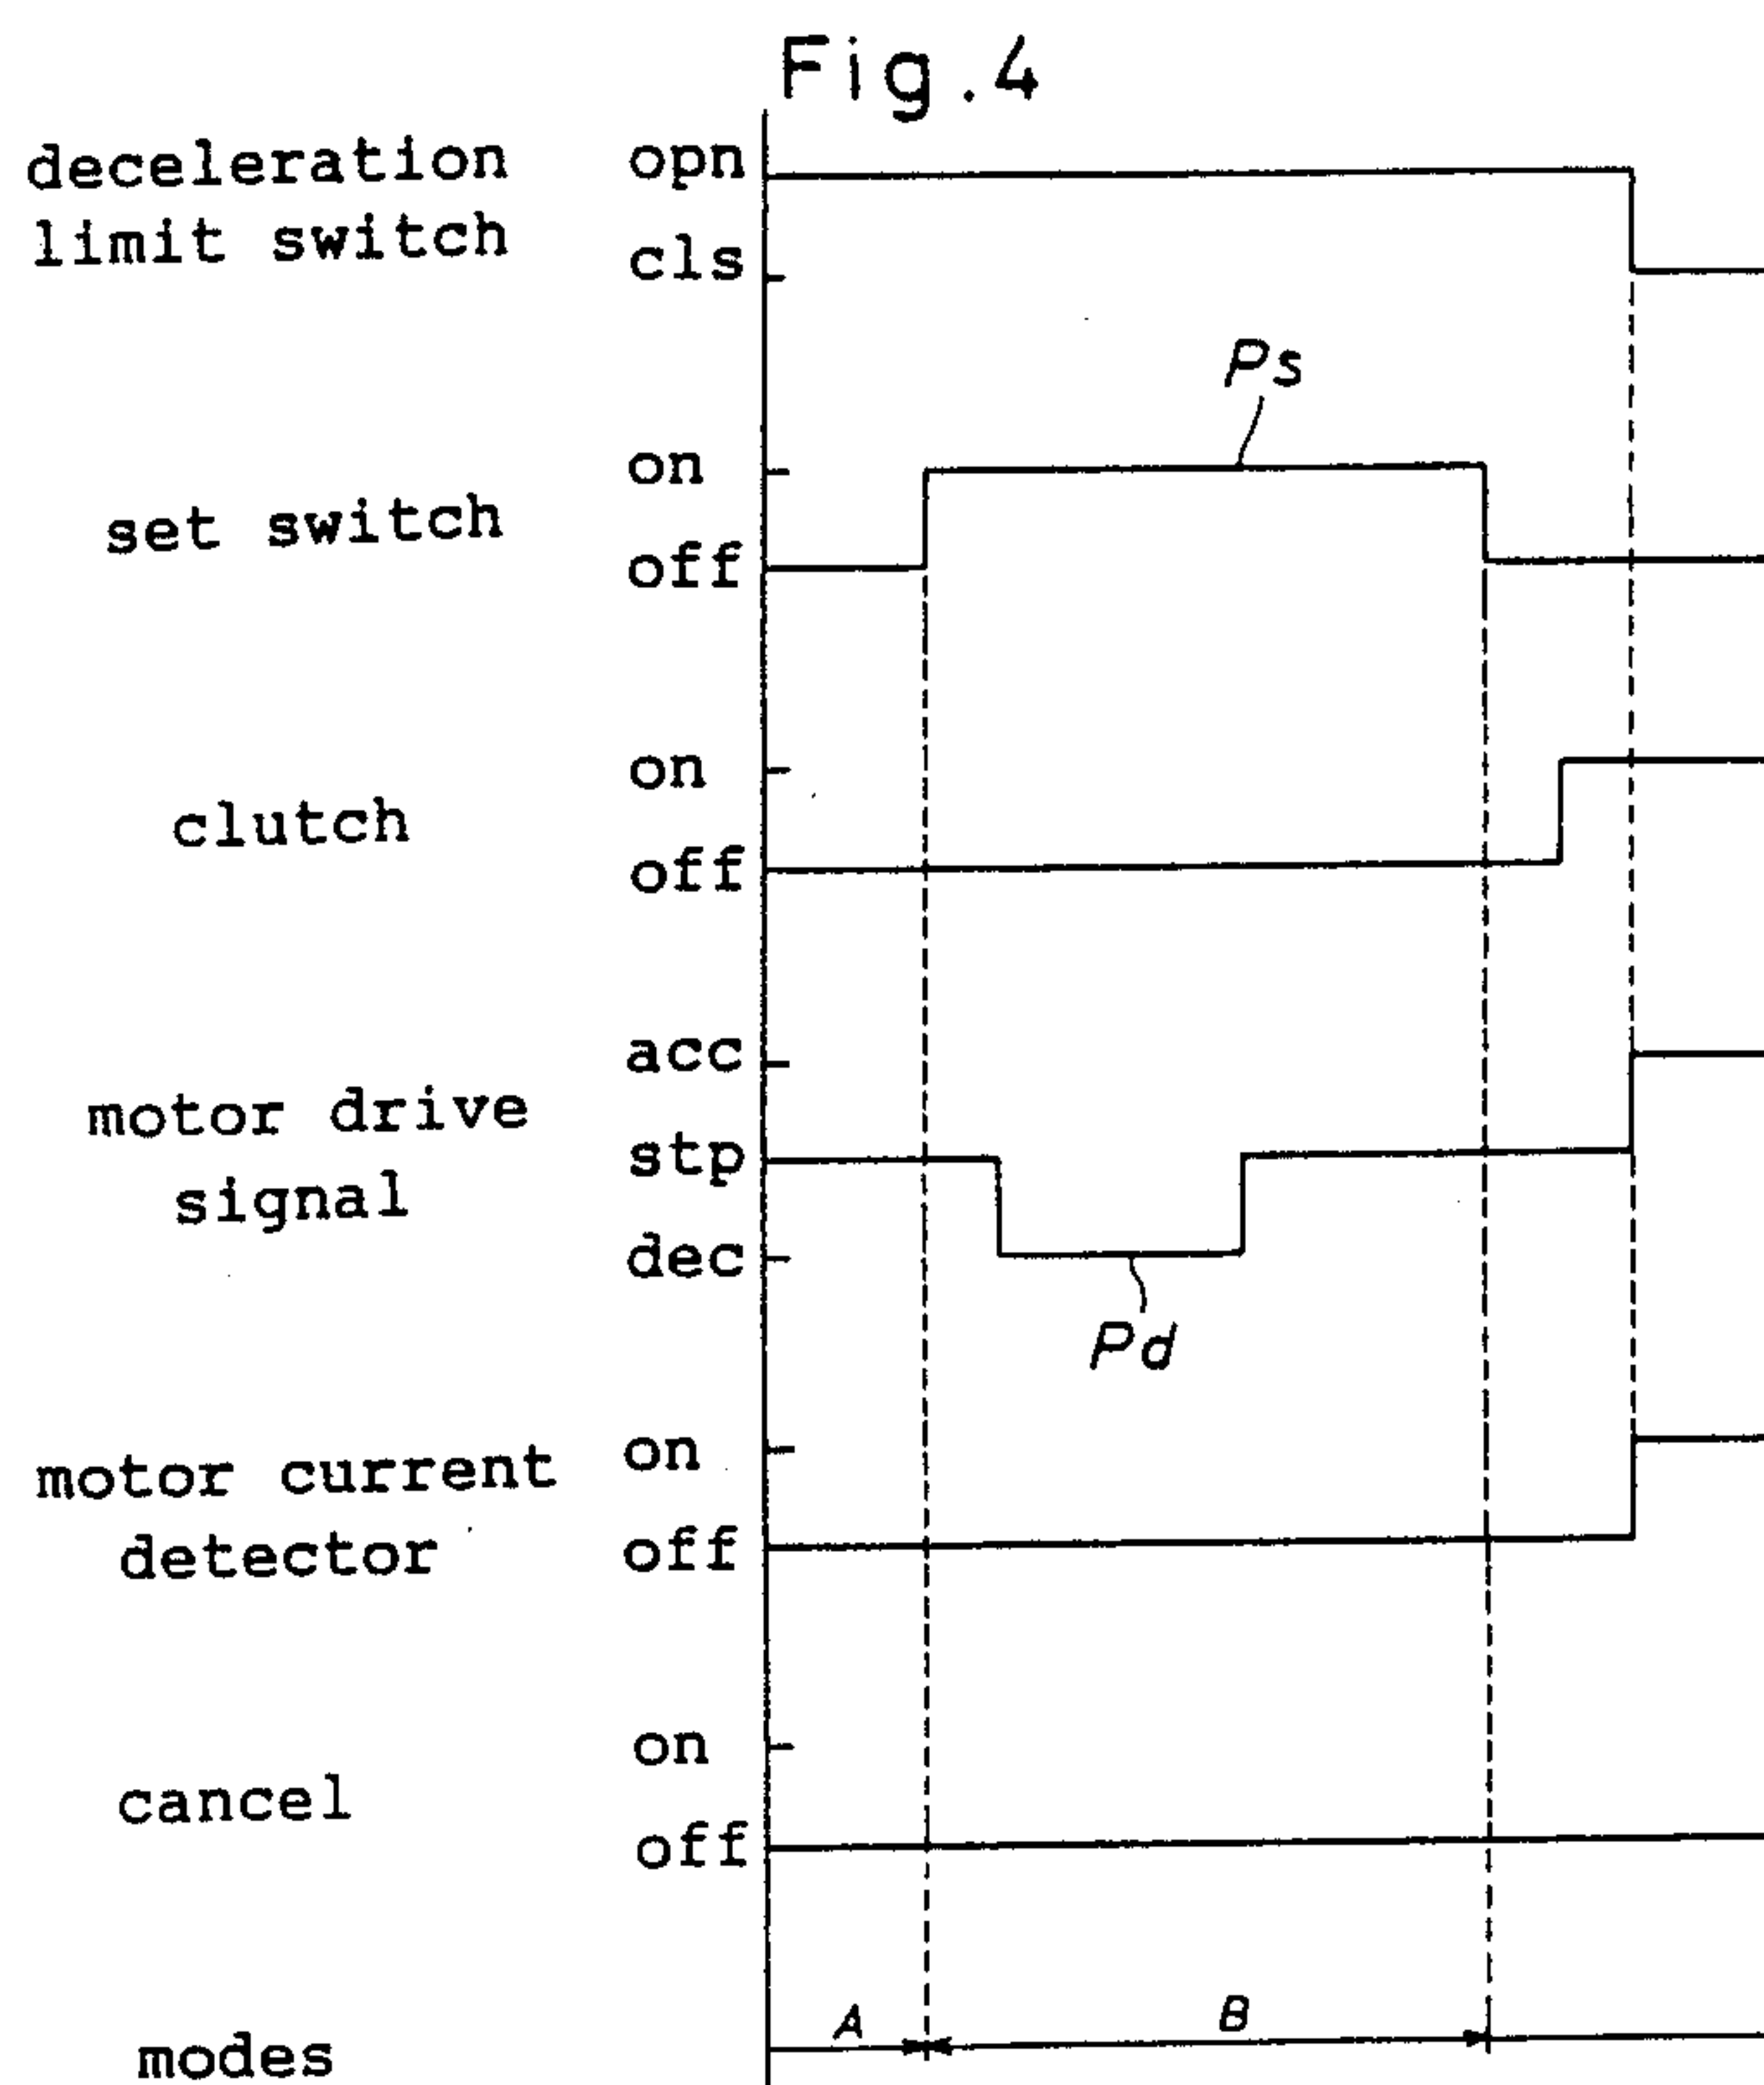 Fig.4
deceleration
limit switch
opn
cls
Ps
set switch
on
off
clutch
on
off
motor drive
signal
acc
stp
dec
Pd
motor current
detector
on
off
cancel
on
off
modes
A
B